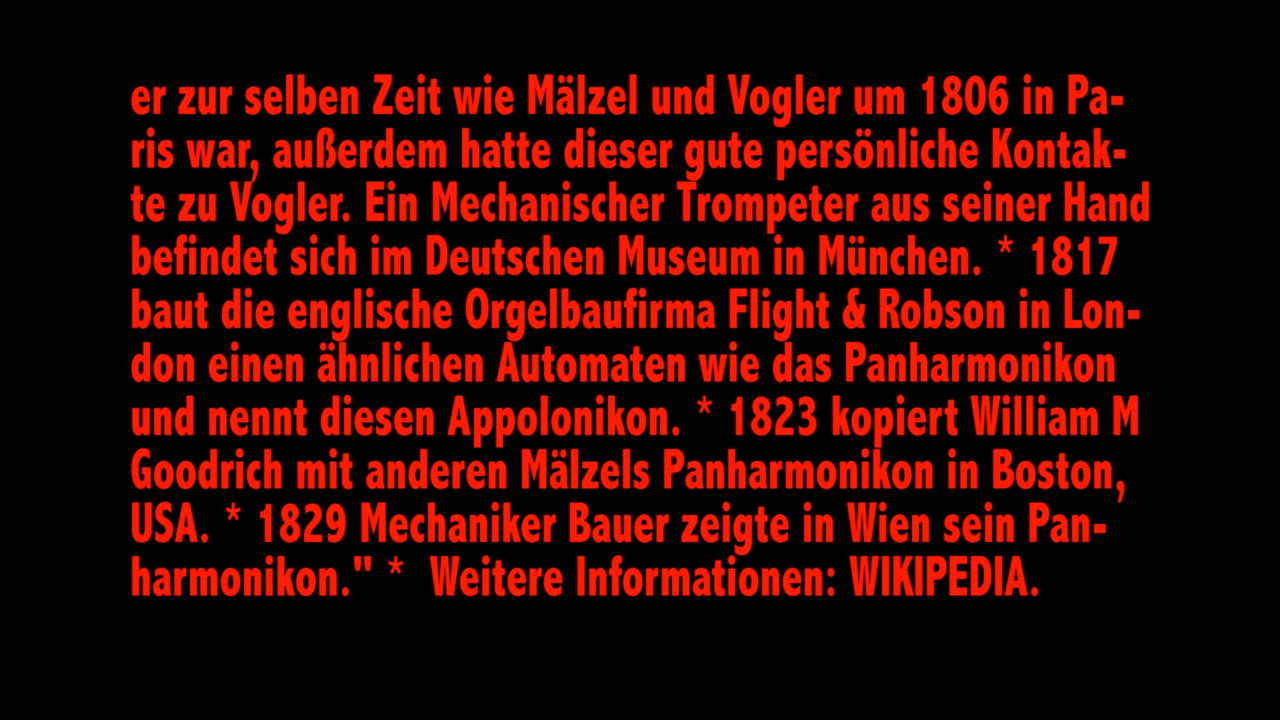 er zur selben Zeit wie Mälzel und Vogler um 1806 in Pa-
ris war, außerdem hatte dieser gute persönliche Kontak-
te zu Vogler. Ein Mechanischer Trompeter aus seiner Hand
befindet sich im Deutschen Museum in München. * 1817
baut die englische Orgelbaufirma Flight & Robson in Lon-
don einen ähnlichen Automaten wie das Panharmonikon
und nennt diesen Appolonikon. * 1823 kopiert William M
Goodrich mit anderen Mälzels Panharmonikon in Boston,
USA. * 1829 Mechaniker Bauer zeigte in Wien sein Pan-
harmonikon." *  Weitere Informationen: WIKIPEDIA.